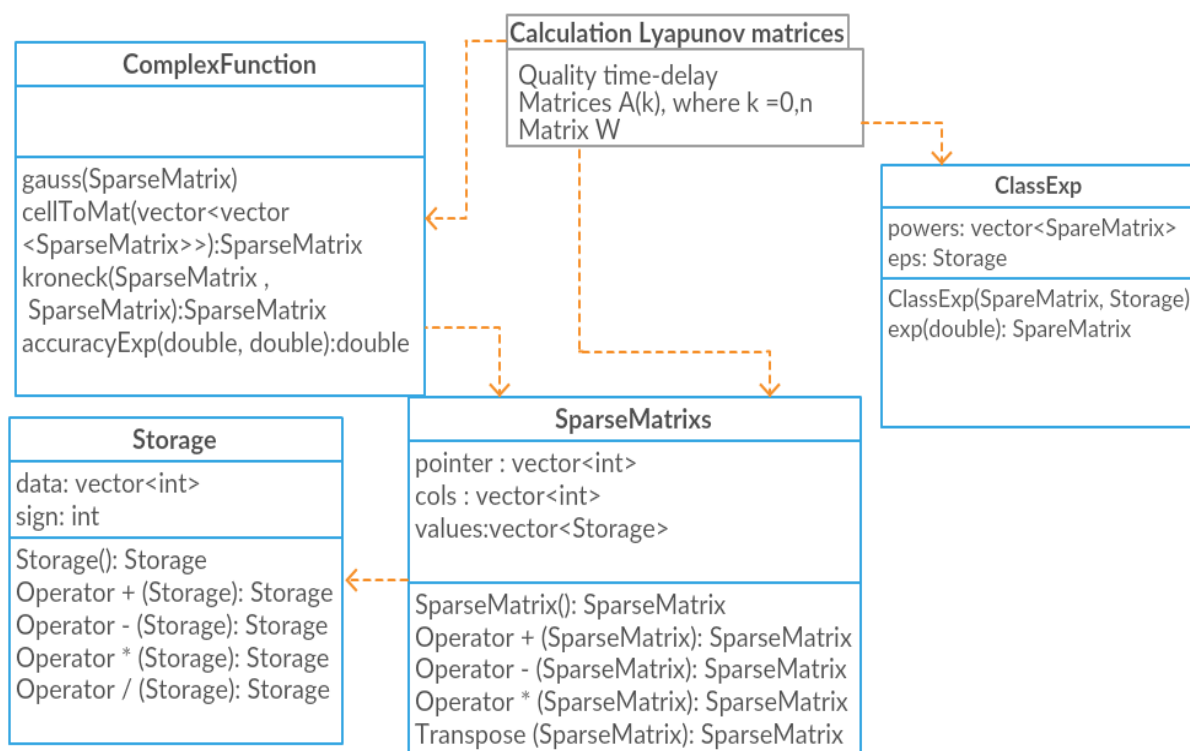 Calculation Lyapunov matrices
Quality time-delay
Matrices A(k), where k =0,n
Matrix W
ComplexFunction
gauss(SparseMatrix)
cellToMat(vector<vector
<SparseMatrix>>):SparseMatrix
kroneck(SparseMatrix ,
SparseMatrix):SparseMatrix
accuracyExp(double, double):double
ClassExp
powers: vector<SpareMatrix>
eps: Storage
ClassExp(SpareMatrix, Storage)
exp(double): SpareMatrix
Storage
data: vector<int>
sign: int
Storage(): Storage
Operator + (Storage): Storage
Operator - (Storage): Storage
Operator * (Storage): Storage
Operator / (Storage): Storage
SparseMatrixs
pointer : vector<int>
cols : vector<int>
values:vector<Storage>
SparseMatrix(): SparseMatrix
Operator + (SparseMatrix): SparseMatrix
Operator - (SparseMatrix): SparseMatrix
Operator * (SparseMatrix): SparseMatrix
Transpose (SparseMatrix): SparseMatrix